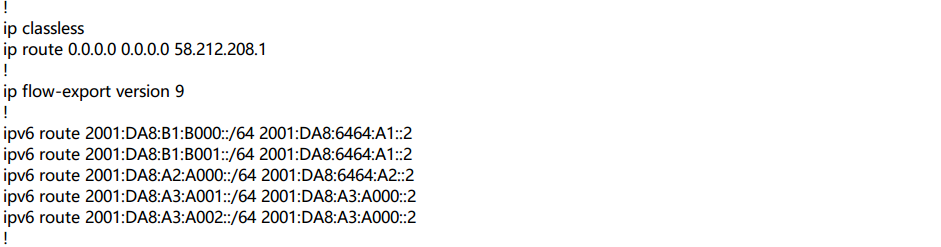 !
ip classless
ip route 0.0.0.0 0.0.0.0 58.212.208.1
!
ip flow-export version 9
!
ipv6 route 2001:DA8:B1:B000::/64 2001:DA8:6464:A1::2
ipv6 route 2001:DA8:B1:B001::/64 2001:DA8:6464:A1::2
ipv6 route 2001:DA8:A2:A000::/64 2001:DA8:6464:A2::2
ipv6 route 2001:DA8:A3:A001::/64 2001:DA8:A3:A000::2
ipv6 route 2001:DA8:A3:A002::/64 2001:DA8:A3:A000::2
!